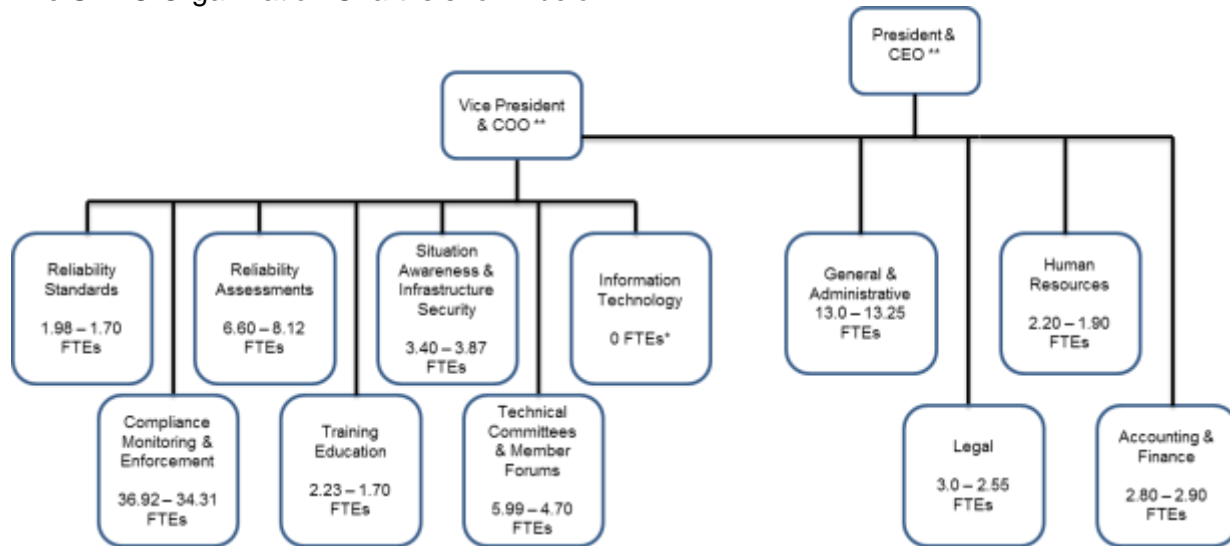 President &
CEO **
Vice President
& COO **
Reliability
Standards
1.98 – 1.70
FTEs
Reliability
Assessments
6.60 – 8.12
FTEs
Situation
Awareness &
Infrastructure
Security
3.40 – 3.87
FTEs
Information
Technology
0 FTEs*
General &
Administrative
13.0 – 13.25
FTEs
Human
Resources
2.20 – 1.90
FTEs
Compliance
Monitoring &
Enforcement
36.92 – 34.31
FTEs
Training
Education
2.23 – 1.70
FTEs
Technical
Committees
& Member
Forums
5.99 – 4.70
FTEs
Legal
3.0 – 2.55
FTEs
Accounting &
Finance
2.80 – 2.90
FTEs